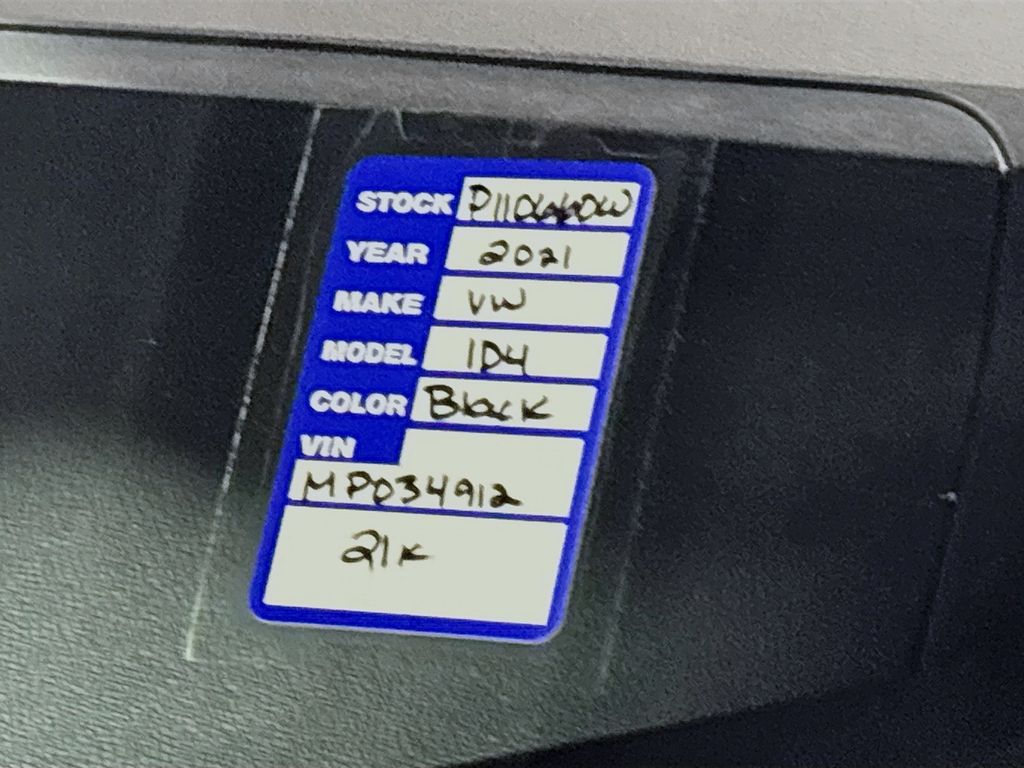 STOCK
YEAR 2021
MAKE VW
MODEL ID4
COLOR Black
VIN
MP034912
21K